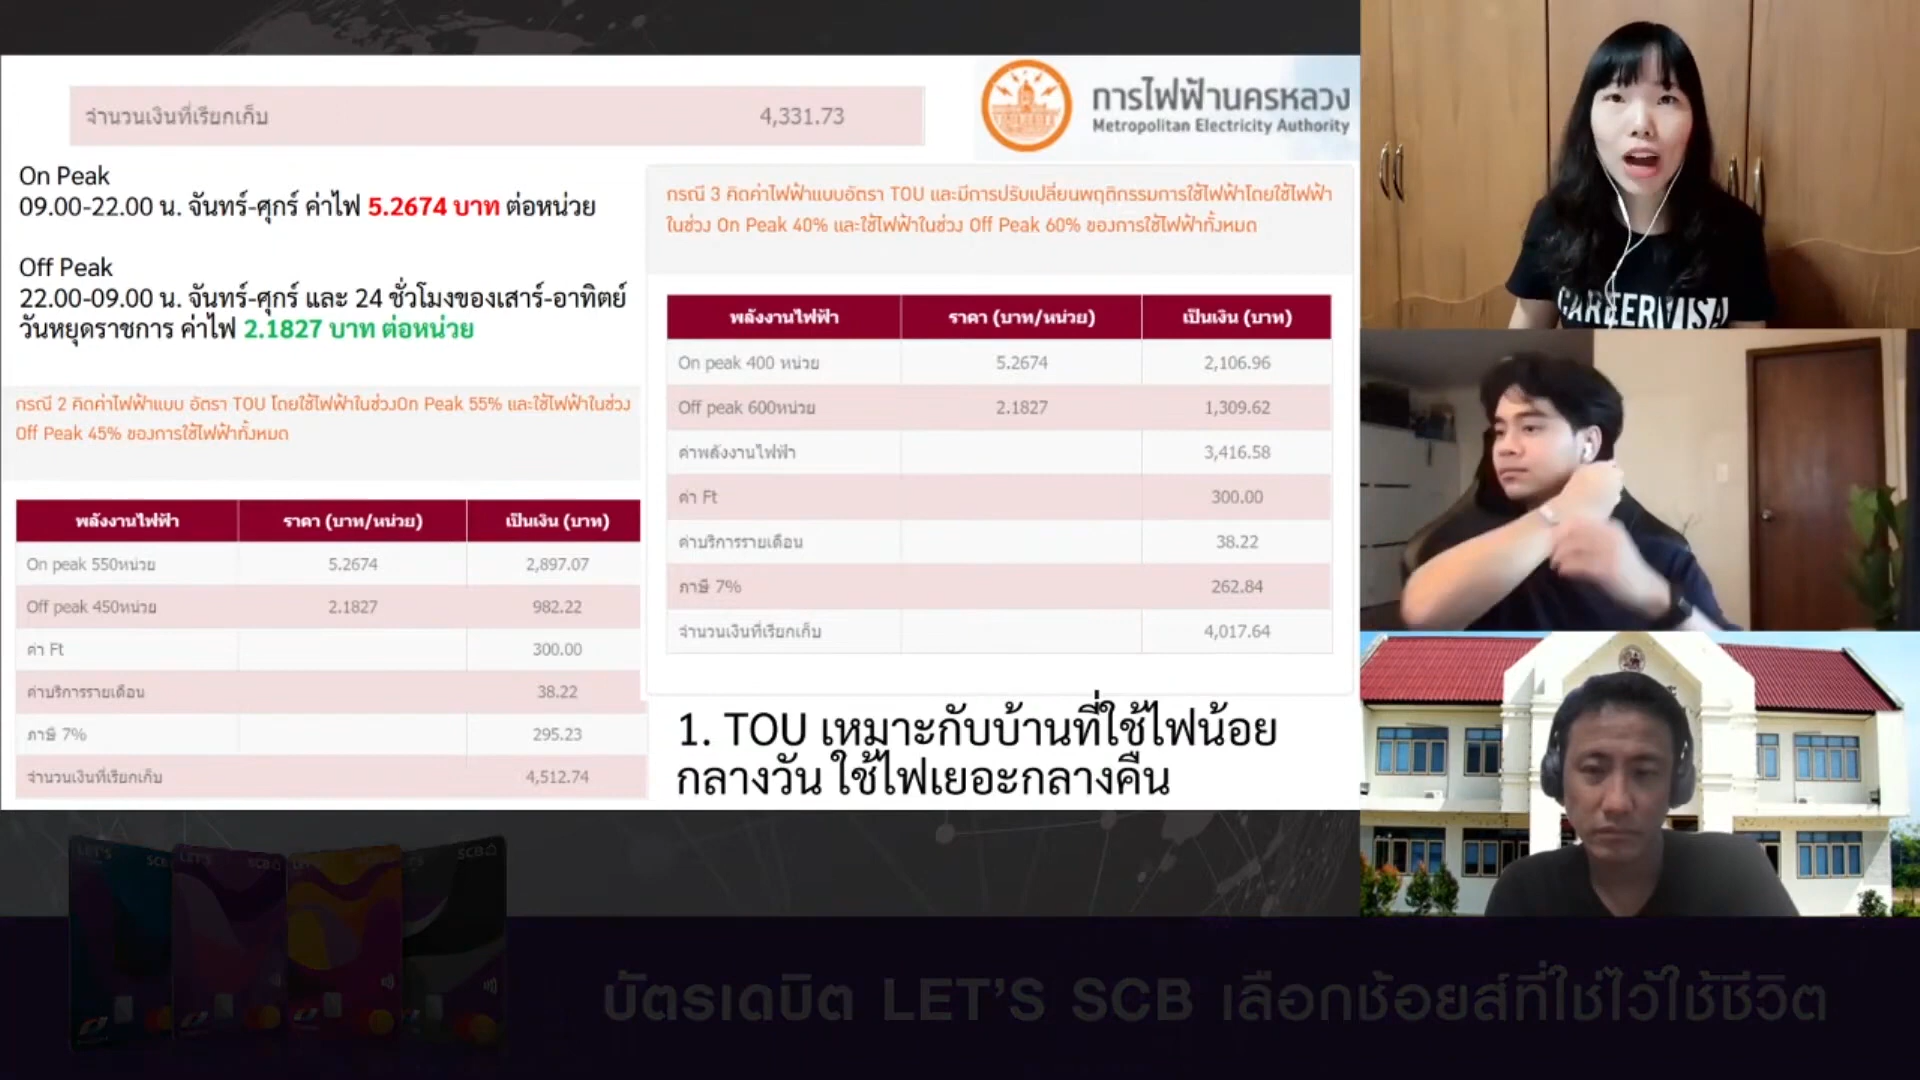 จำนวนเงินที่เรียกเก็บ 4,331.73
การไฟฟ้านครหลวง
Metropolitan Electricity Authority
On Peak
09.00-22.00 น. จันทร์-ศุกร์ ค่าไฟ 5.2674 บาท ต่อหน่วย
Off Peak
22.00-09.00 น. จันทร์-ศุกร์ และ 24 ชั่วโมงของเสาร์-อาทิตย์
วันหยุดราชการ ค่าไฟ 2.1827 บาท ต่อหน่วย
กรณี 2 คิดค่าไฟฟ้าแบบ อัตรา TOU โดยใช้ไฟฟ้าในช่วงOn Peak 55% และใช้ไฟฟ้าในช่วง
Off Peak 45% ของการใช้ไฟฟ้าทั้งหมด
พลังงานไฟฟ้า ราคา (บาท/หน่วย) เป็นเงิน (บาท)
On peak 550หน่วย 5.2674 2,897.07
Off peak 450หน่วย 2.1827 982.22
ค่า Ft 300.00
ค่าบริการรายเดือน 38.22
ภาษี 7% 295.23
จำนวนเงินที่เรียกเก็บ 4,512.74
กรณี 3 คิดค่าไฟฟ้าแบบอัตรา TOU และมีการปรับเปลี่ยนพฤติกรรมการใช้ไฟฟ้าโดยใช้ไฟฟ้า
ในช่วง On Peak 40% และใช้ไฟฟ้าในช่วง Off Peak 60% ของการใช้ไฟฟ้าทั้งหมด
พลังงานไฟฟ้า ราคา (บาท/หน่วย) เป็นเงิน (บาท)
On peak 400 หน่วย 5.2674 2,106.96
Off peak 600หน่วย 2.1827 1,309.62
ค่าพลังงานไฟฟ้า 3,416.58
ค่า Ft 300.00
ค่าบริการรายเดือน 38.22
ภาษี 7% 262.84
จำนวนเงินที่เรียกเก็บ 4,017.64
1. TOU เหมาะกับบ้านที่ใช้ไฟน้อย
กลางวัน ใช้ไฟเยอะกลางคืน
CAREERVISA
LET'S SCB
LET'S SCB
SCB
บัตรเดบิต LET'S SCB เลือกช้อยส์ที่ใช่ไว้ใช้ชีวิต